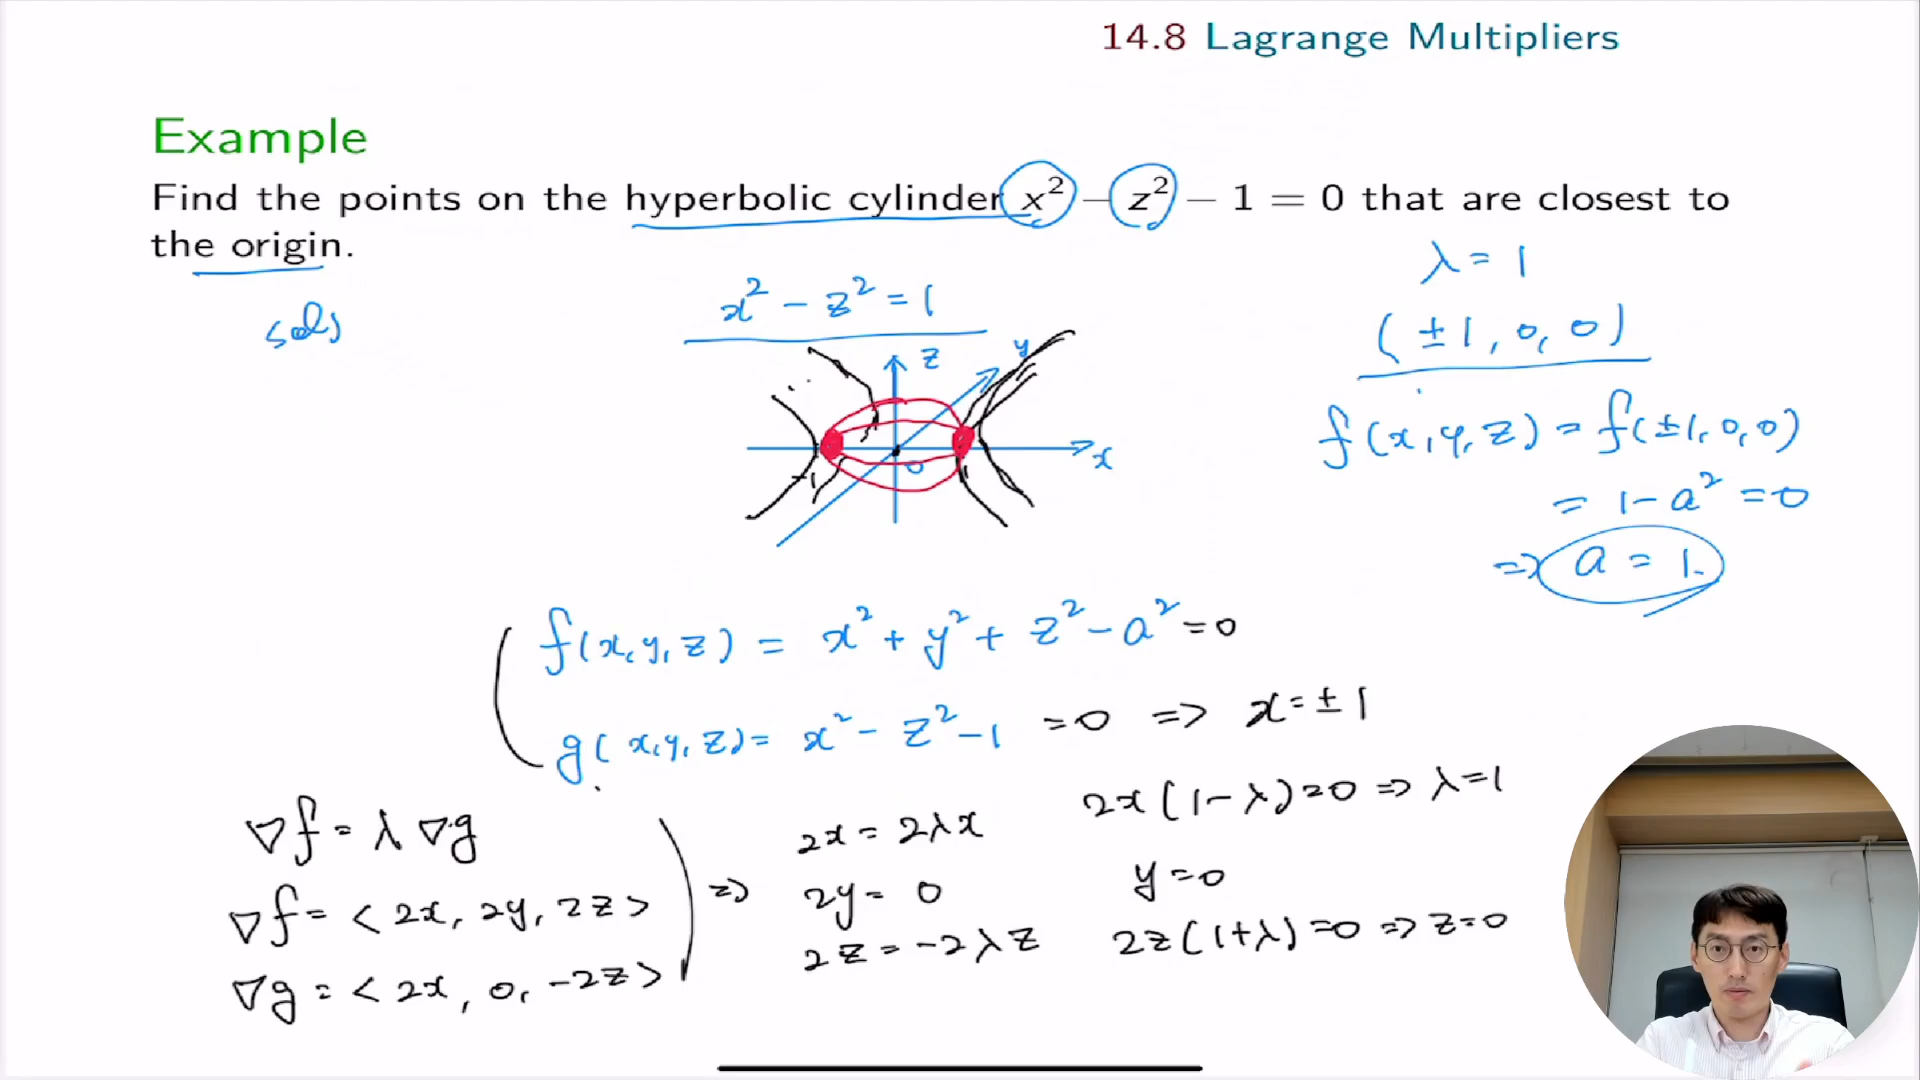 14.8 Lagrange Multipliers
Example
Find the points on the hyperbolic cylinder x² − z² − 1 = 0 that are closest to
the origin.
λ = 1
x² − z² = 1
(±1, 0, 0)
z
y
x
0
-1
f(x, y, z) = f(±1, 0, 0)
= 1 − a² = 0
⇒ a = 1.
f(x, y, z) = x² + y² + z² − a² = 0
g(x, y, z) = x² − z² − 1 = 0 ⇒ x = ±1
∇f = λ∇g
∇f = <2x, 2y, 2z>
∇g = <2x, 0, −2z>
⇒
2x = 2λx
2y = 0
2z = −2λz
2x(1−λ) = 0 ⇒ λ = 1
y = 0
2z(1+λ) = 0 ⇒ z = 0